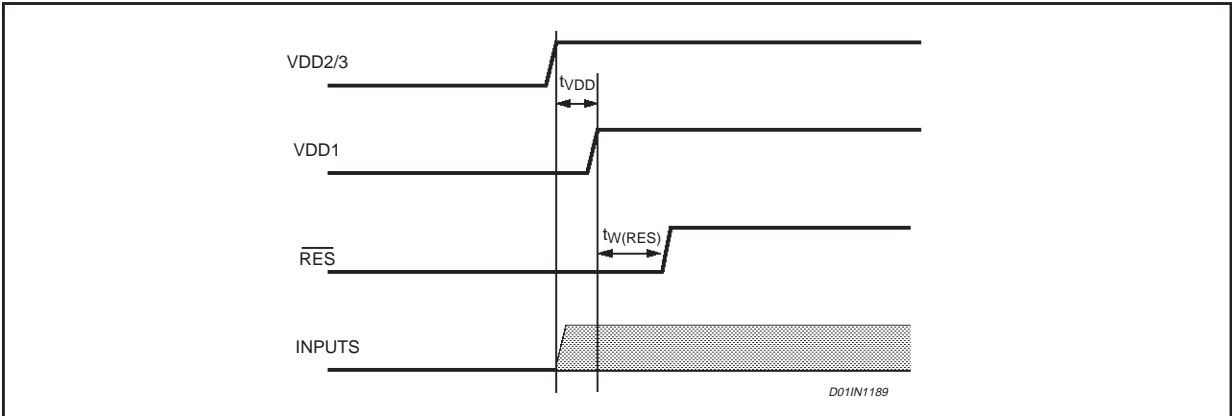 VDD2/3
tVDD
VDD1
tW(RES)
RES
INPUTS
D01IN1189